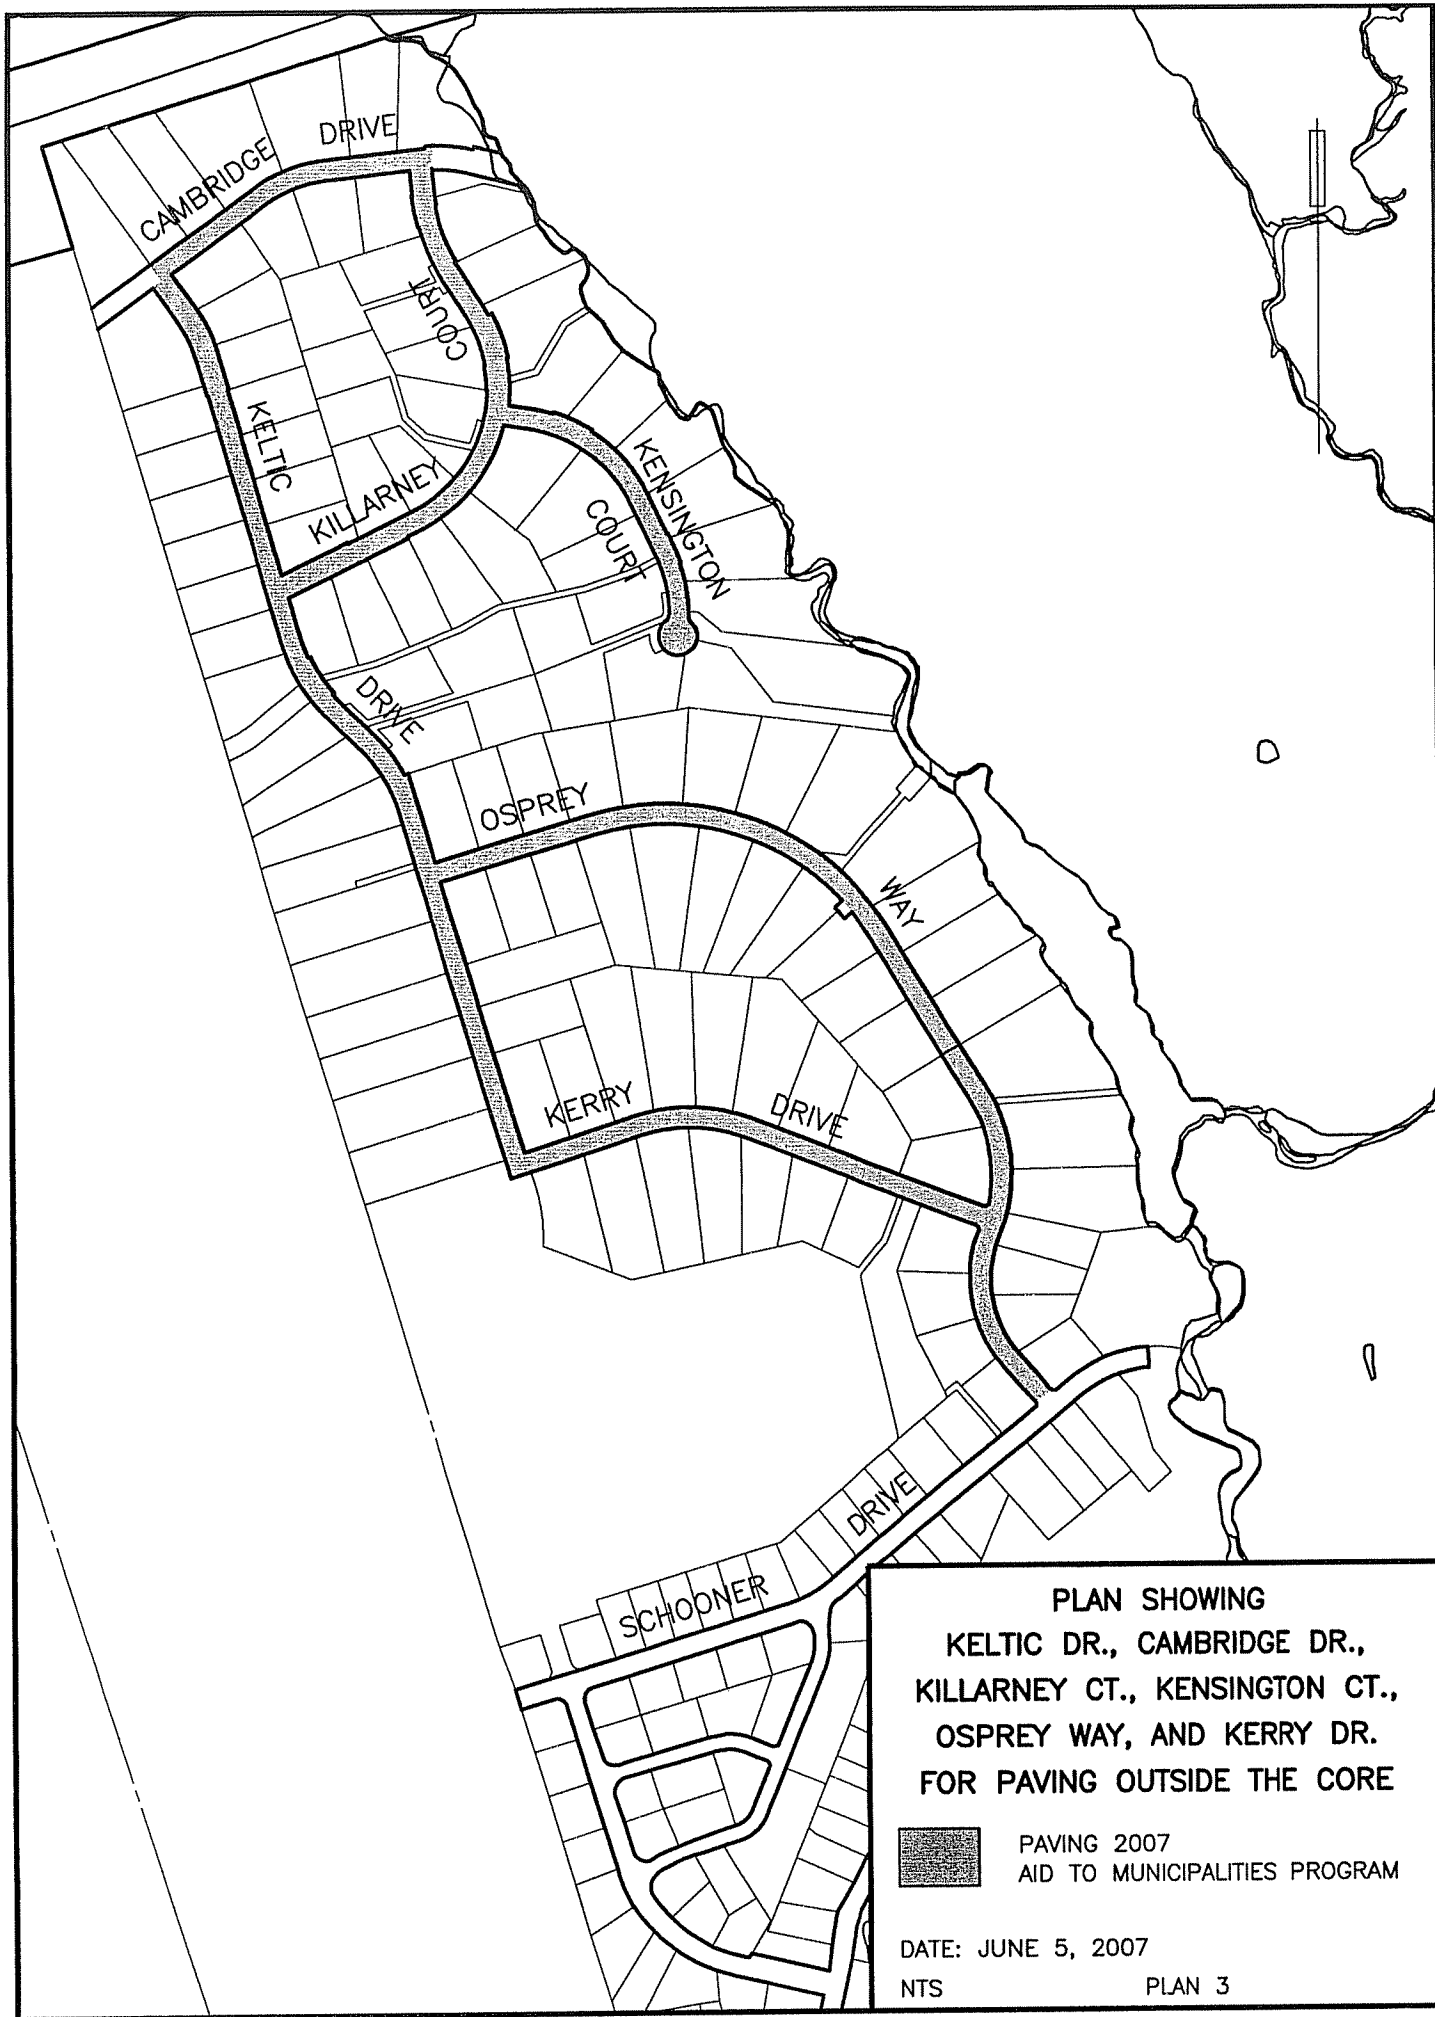 CAMBRIDGE DRIVE
COURT
KELTIC
KILLARNEY
KENSINGTON
COURT
DRIVE
OSPREY
WAY
KERRY
DRIVE
DRIVE
SCHOONER
PLAN SHOWING
KELTIC DR., CAMBRIDGE DR.,
KILLARNEY CT., KENSINGTON CT.,
OSPREY WAY, AND KERRY DR.
FOR PAVING OUTSIDE THE CORE
PAVING 2007
AID TO MUNICIPALITIES PROGRAM
DATE: JUNE 5, 2007
NTS PLAN 3